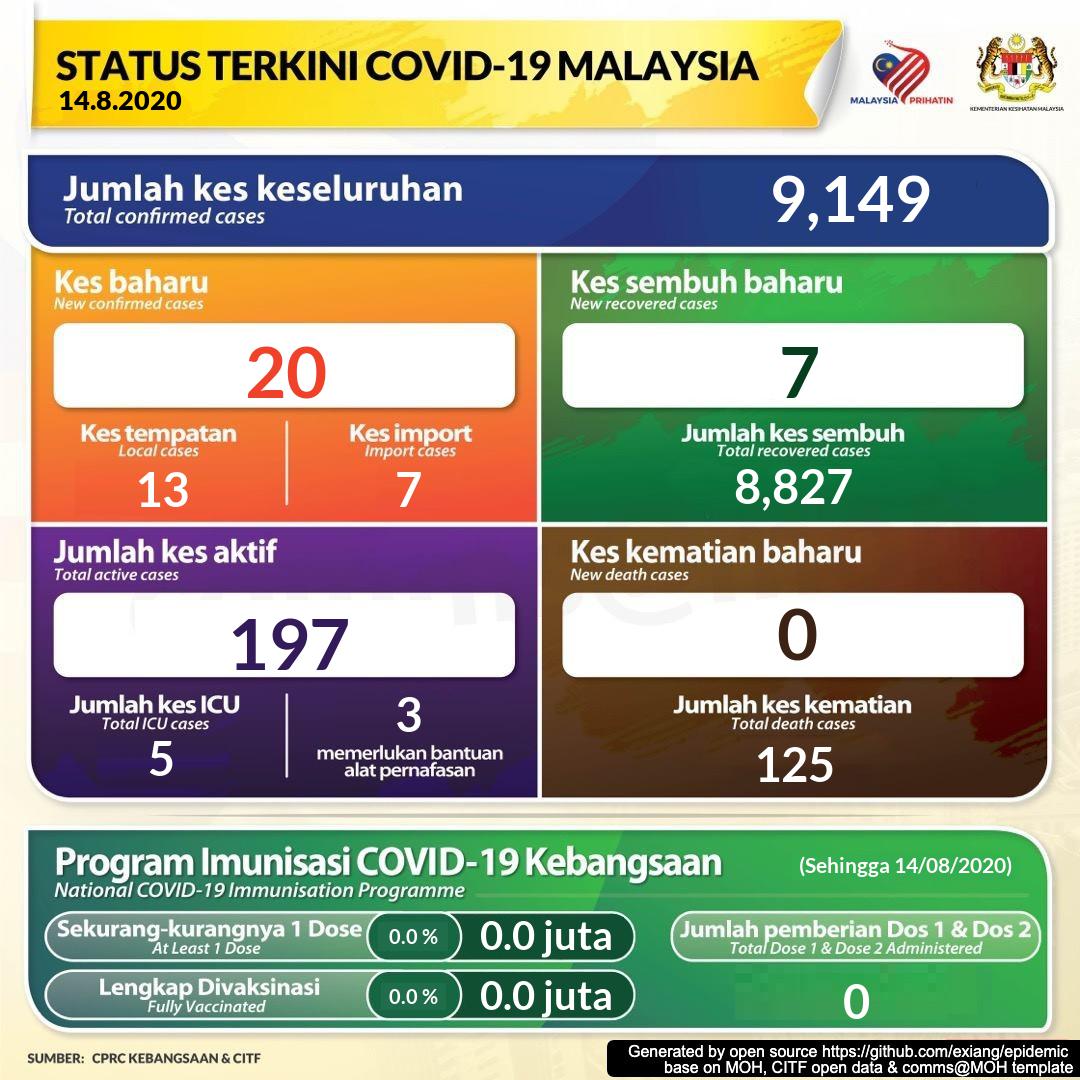 STATUS TERKINI COVID-19 MALAYSIA
14.8.2020
MALAYSIA PRIHATIN
KEMENTERIAN KESIHATAN MALAYSIA
Jumlah kes keseluruhan
Total confirmed cases
9,149
Kes baharu
New confirmed cases
20
Kes tempatan
Local cases
13
Kes import
Import cases
7
Kes sembuh baharu
New recovered cases
7
Jumlah kes sembuh
Total recovered cases
8,827
Jumlah kes aktif
Total active cases
197
Jumlah kes ICU
Total ICU cases
5
3
memerlukan bantuan
alat pernafasan
Kes kematian baharu
New death cases
0
Jumlah kes kematian
Total death cases
125
Program Imunisasi COVID-19 Kebangsaan
National COVID-19 Immunisation Programme
(Sehingga 14/08/2020)
Sekurang-kurangnya 1 Dose
At Least 1 Dose
0.0 %
0.0 juta
Lengkap Divaksinasi
Fully Vaccinated
0.0 %
0.0 juta
Jumlah pemberian Dos 1 & Dos 2
Total Dose 1 & Dose 2 Administered
0
SUMBER: CPRC KEBANGSAAN & CITF
Generated by open source https://github.com/exiang/epidemic
base on MOH, CITF open data & comms@MOH template